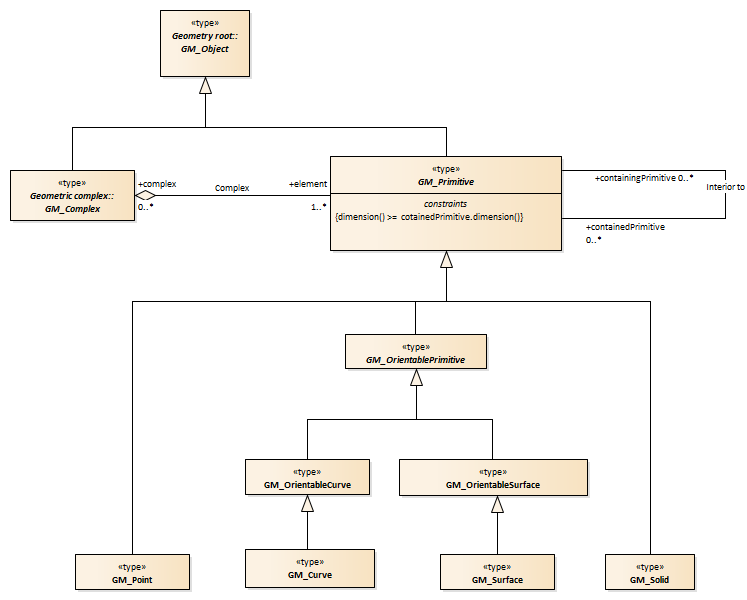 «type»
Geometry root::
GM_Object
«type»
Geometric complex::
GM_Complex
+complex
0..*
Complex
+element
1..*
«type»
GM_Primitive
constraints
{dimension() >= cotainedPrimitive.dimension()}
+containingPrimitive 0..*
Interior to
+containedPrimitive
0..*
«type»
GM_OrientablePrimitive
«type»
GM_OrientableCurve
«type»
GM_OrientableSurface
«type»
GM_Point
«type»
GM_Curve
«type»
GM_Surface
«type»
GM_Solid